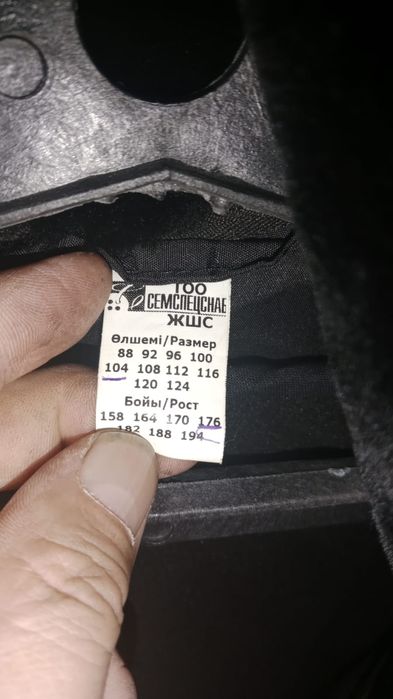 ТОО
СЕМСПЕЦСНАБ
ЖШС
Өлшемі/Размер
88 92 96 100
104 108 112 116
120 124
Бойы/Рост
158 164 170 176
182 188 194